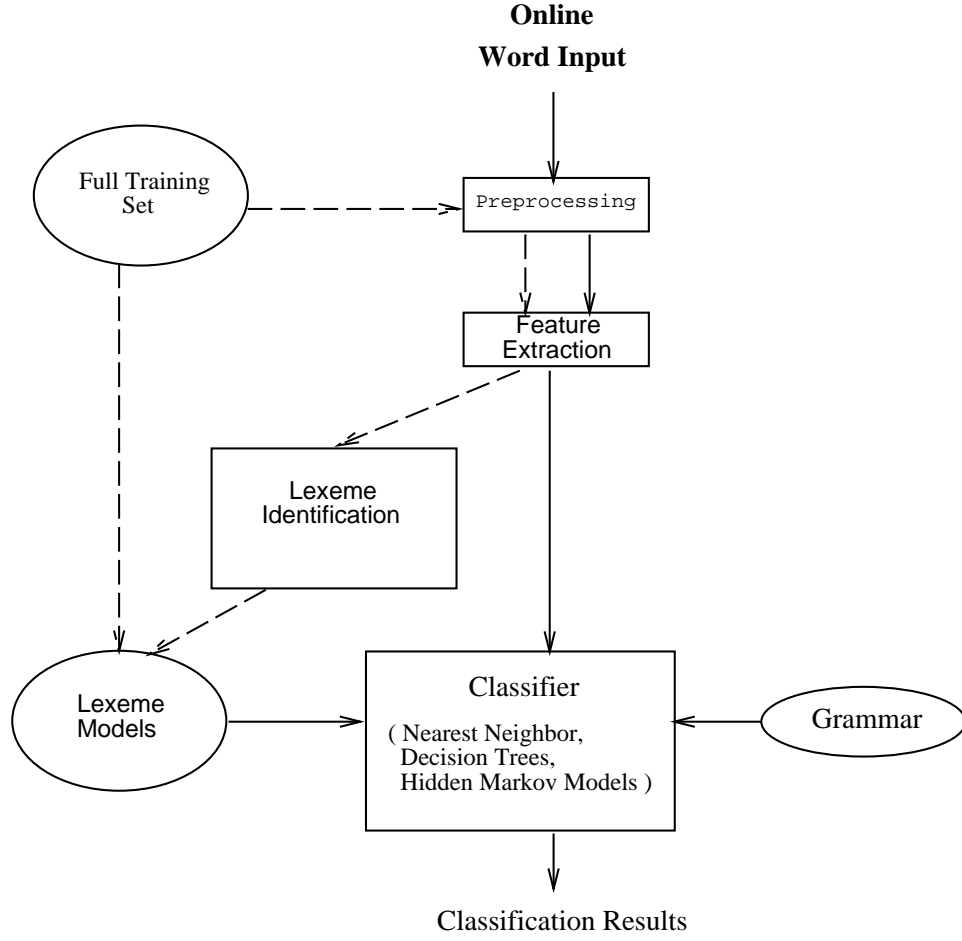 Online
Word Input
Full Training
Set
Preprocessing
Feature
Extraction
Lexeme
Identification
Lexeme
Models
Classifier
( Nearest Neighbor,
Decision Trees,
Hidden Markov Models )
Grammar
Classification Results